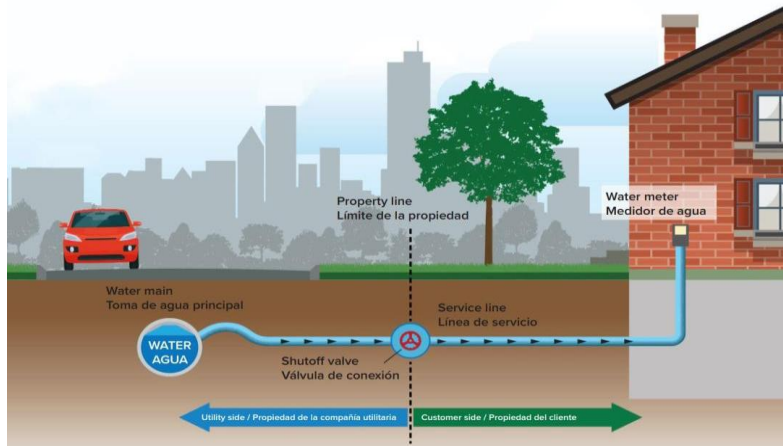 Property line
Límite de la propiedad
Water meter
Medidor de agua
Water main
Toma de agua principal
WATER
AGUA
Service line
Línea de servicio
Shutoff valve
Válvula de conexión
Utility side / Propiedad de la compañía utilitaria
Customer side / Propiedad del cliente